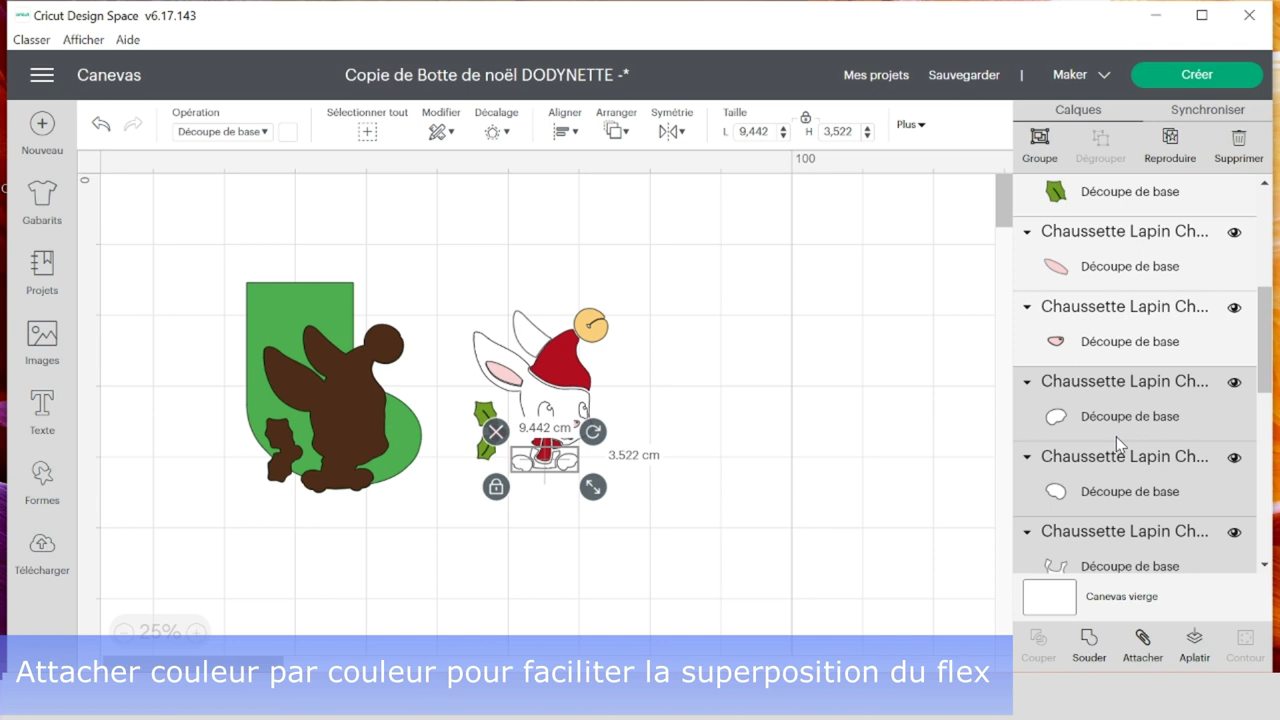 cricut Cricut Design Space v6.17.143
Classer Afficher Aide
Canevas
Copie de Botte de noël DODYNETTE -*
Mes projets Sauvegarder | Maker Créer
Opération Sélectionner tout Modifier Décalage Aligner Arranger Symétrie Taille
Découpe de base L 9,442 H 3,522 Plus
Calques Synchroniser
Groupe Dégrouper Reproduire Supprimer
Nouveau
Gabarits
Projets
Images
Texte
Formes
Télécharger
0
100
9.442 cm
3.522 cm
25%
Découpe de base
Chaussette Lapin Ch...
Découpe de base
Chaussette Lapin Ch...
Découpe de base
Chaussette Lapin Ch...
Découpe de base
Chaussette Lapin Ch...
Découpe de base
Chaussette Lapin Ch...
Découpe de base
Canevas vierge
Couper Souder Attacher Aplatir Contour
Attacher couleur par couleur pour faciliter la superposition du flex